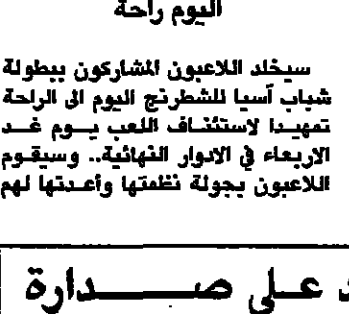 اليوم راحة
سيخلد اللاعبون المشاركون ببطولة
شباب آسيا للشطرنج اليوم الى الراحة
تمهيدا لاستئناف اللعب يوم غد
الاربعاء في الادوار النهائية.. وسيقوم
اللاعبون بجولة نظمتها وأعدتها لهم
د على صدارة